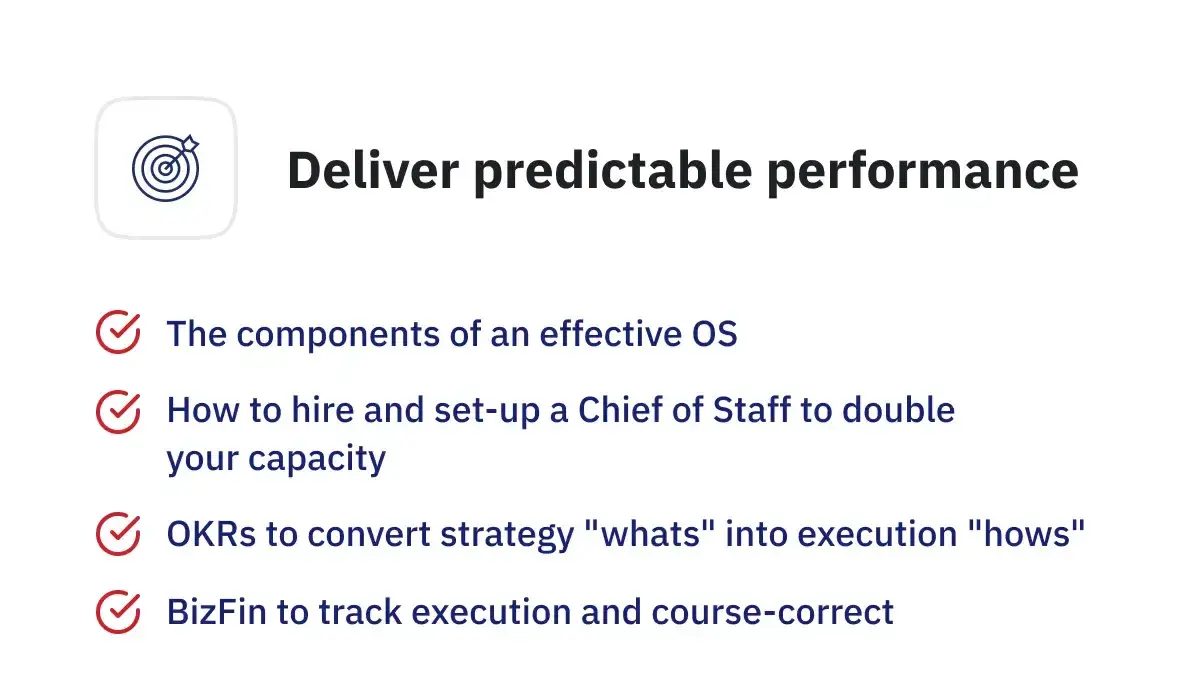 Deliver predictable performance
The components of an effective OS
How to hire and set-up a Chief of Staff to double
your capacity
OKRs to convert strategy "whats" into execution "hows"
BizFin to track execution and course-correct